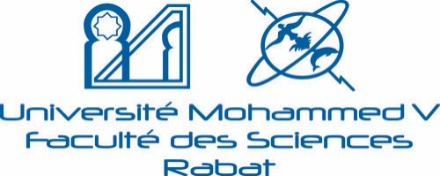 Université Mohammed V
Faculté des Sciences
Rabat